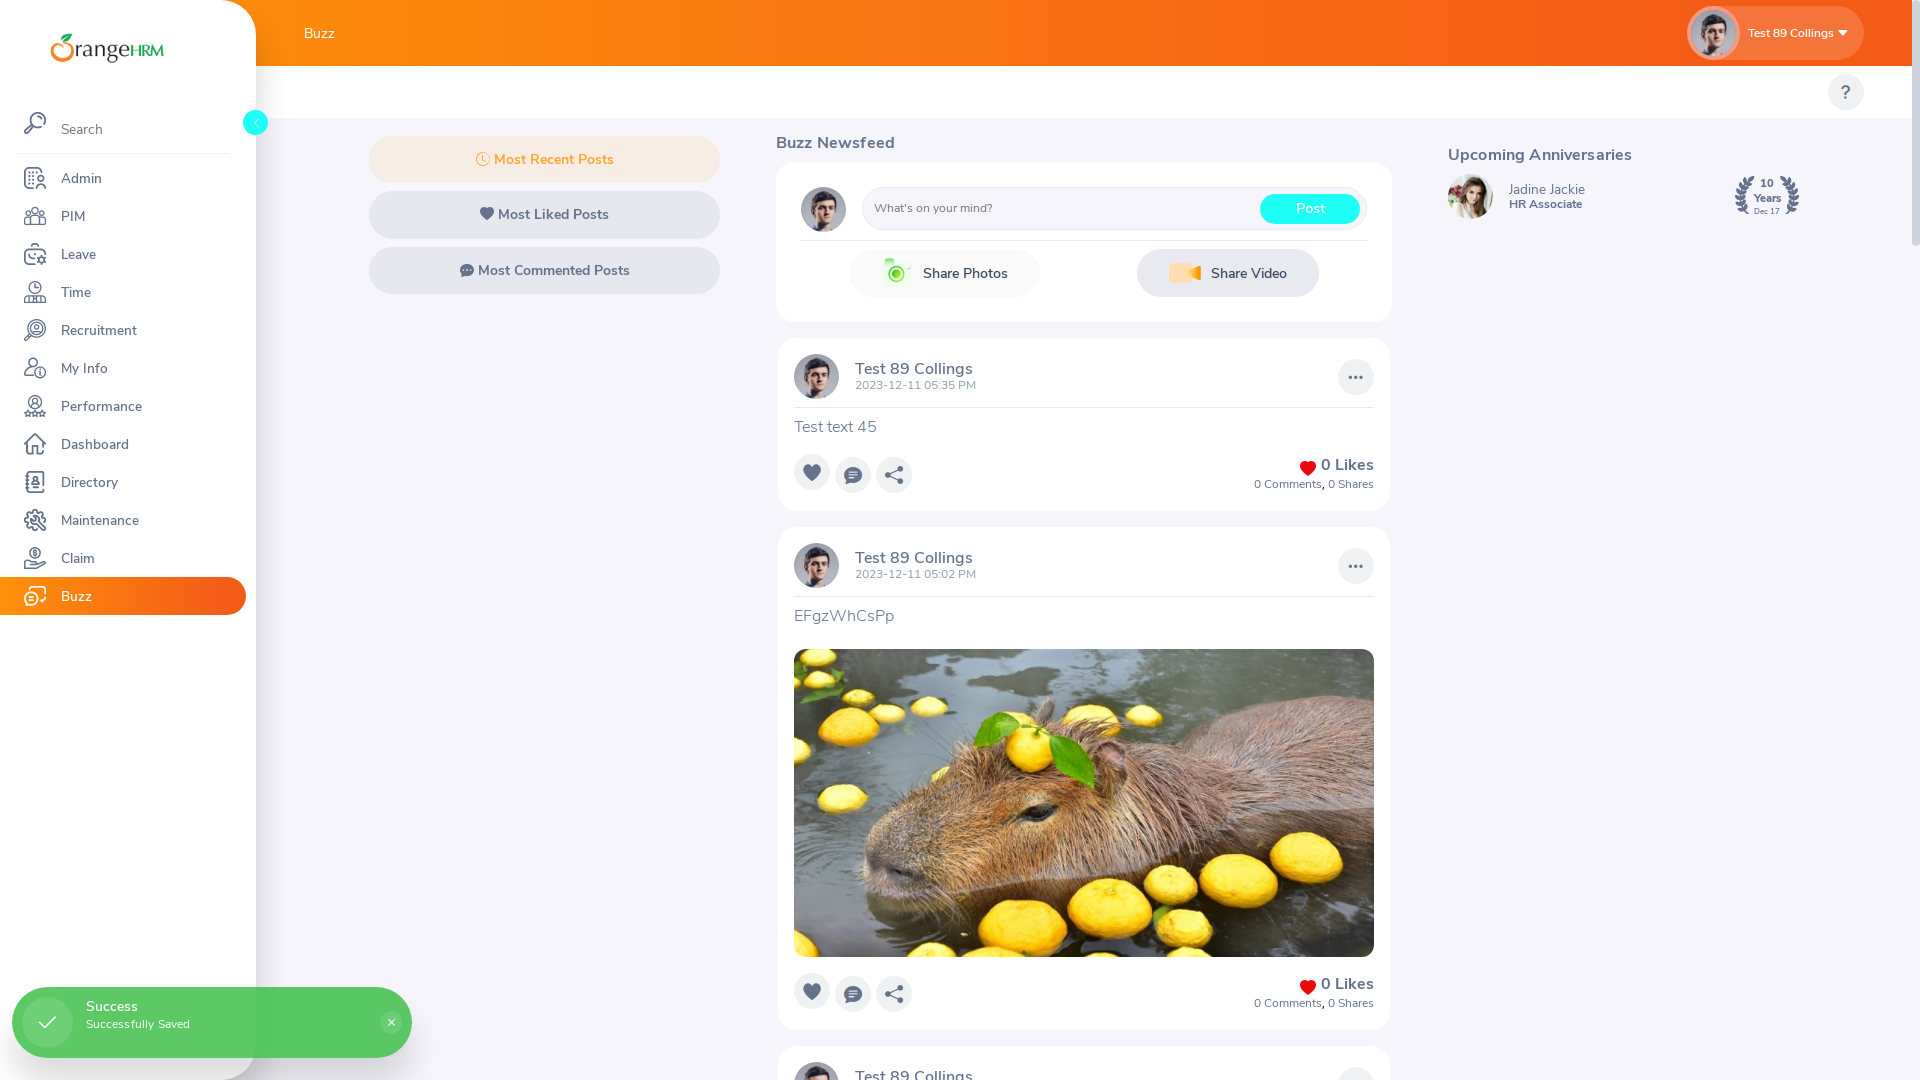 OrangeHRM
Search
Admin
PIM
Leave
Time
Recruitment
My Info
Performance
Dashboard
Directory
Maintenance
Claim
Buzz
Buzz
Test 89 Collings
?
Most Recent Posts
Most Liked Posts
Most Commented Posts
Buzz Newsfeed
What's on your mind?
Post
Share Photos
Share Video
Test 89 Collings
2023-12-11 05:35 PM
Test text 45
0 Likes
0 Comments, 0 Shares
Test 89 Collings
2023-12-11 05:02 PM
EFgzWhCsPp
0 Likes
0 Comments, 0 Shares
Test 89 Collings
Upcoming Anniversaries
Jadine Jackie
HR Associate
10
Years
Dec 17
Success
Successfully Saved